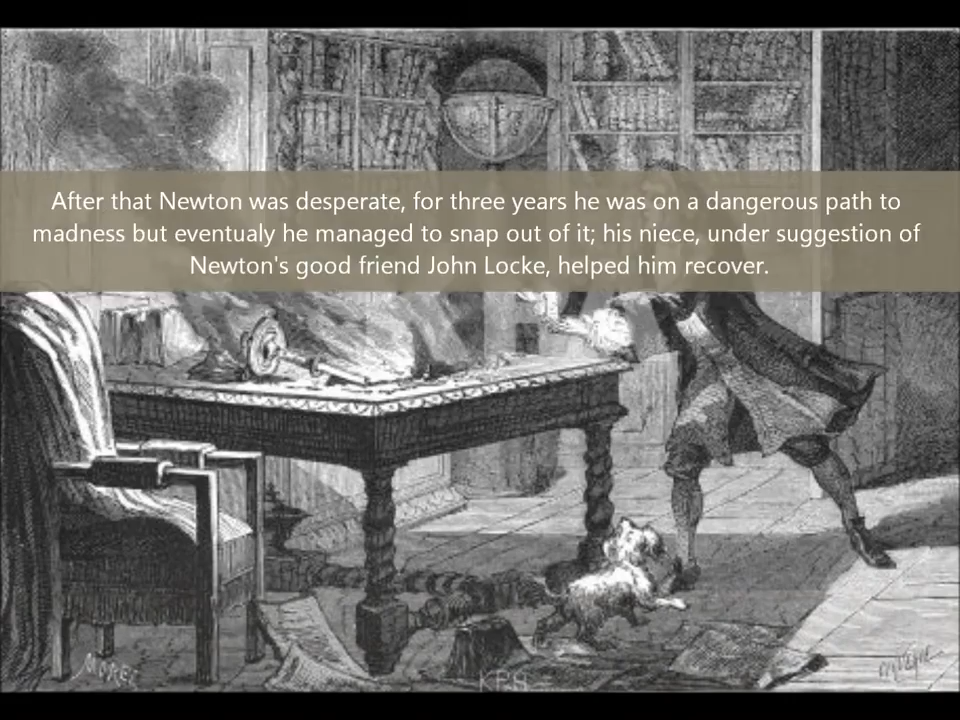 After that Newton was desperate, for three years he was on a dangerous path to
madness but eventualy he managed to snap out of it; his niece, under suggestion of
Newton's good friend John Locke, helped him recover.
MOREL